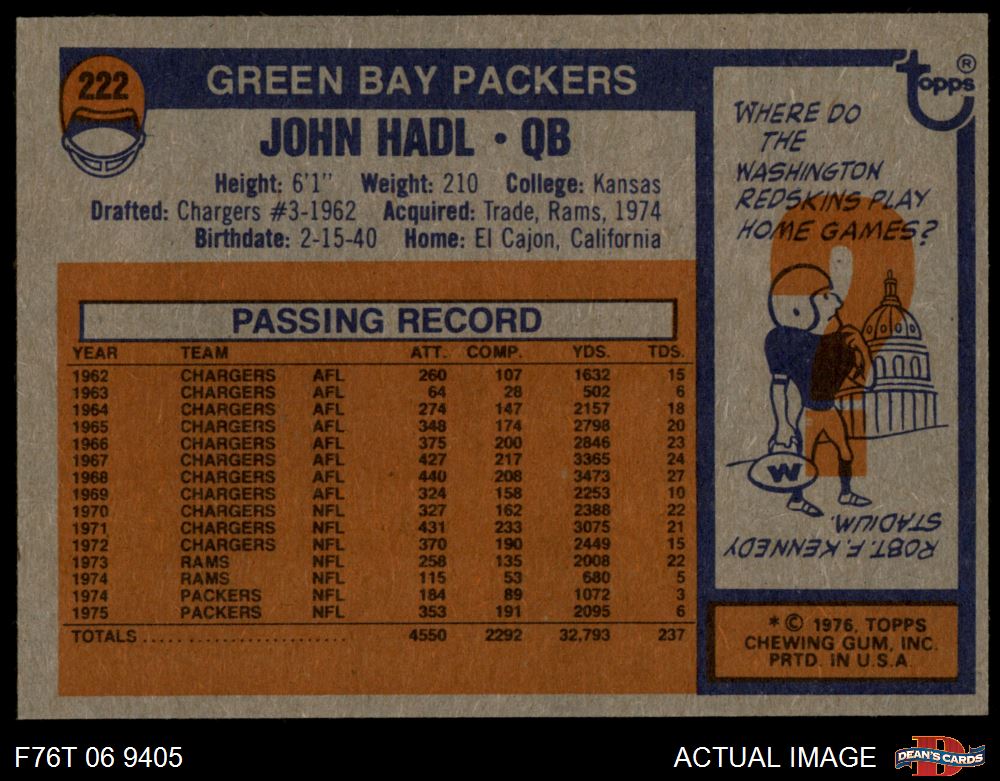 222
GREEN BAY PACKERS
JOHN HADL • QB
Height: 6'1" Weight: 210 College: Kansas
Drafted: Chargers #3-1962 Acquired: Trade, Rams, 1974
Birthdate: 2-15-40 Home: El Cajon, California
PASSING RECORD
YEAR TEAM ATT. COMP. YDS. TDS.
1962 CHARGERS AFL 260 107 1632 15
1963 CHARGERS AFL 64 28 502 6
1964 CHARGERS AFL 274 147 2157 18
1965 CHARGERS AFL 348 174 2798 20
1966 CHARGERS AFL 375 200 2846 23
1967 CHARGERS AFL 427 217 3365 24
1968 CHARGERS AFL 440 208 3473 27
1969 CHARGERS AFL 324 158 2253 10
1970 CHARGERS NFL 327 162 2388 22
1971 CHARGERS NFL 431 233 3075 21
1972 CHARGERS NFL 370 190 2449 15
1973 RAMS NFL 258 135 2008 22
1974 RAMS NFL 115 53 680 5
1974 PACKERS NFL 184 89 1072 3
1975 PACKERS NFL 353 191 2095 6
TOTALS........................ 4550 2292 32,793 237
topps ®
WHERE DO
THE
WASHINGTON
REDSKINS PLAY
HOME GAMES?
W
ROBT. F. KENNEDY
STADIUM.
* © 1976, TOPPS
CHEWING GUM, INC.
PRTD. IN U.S.A.
F76T 06 9405
ACTUAL IMAGE
D
DEAN'S CARDS